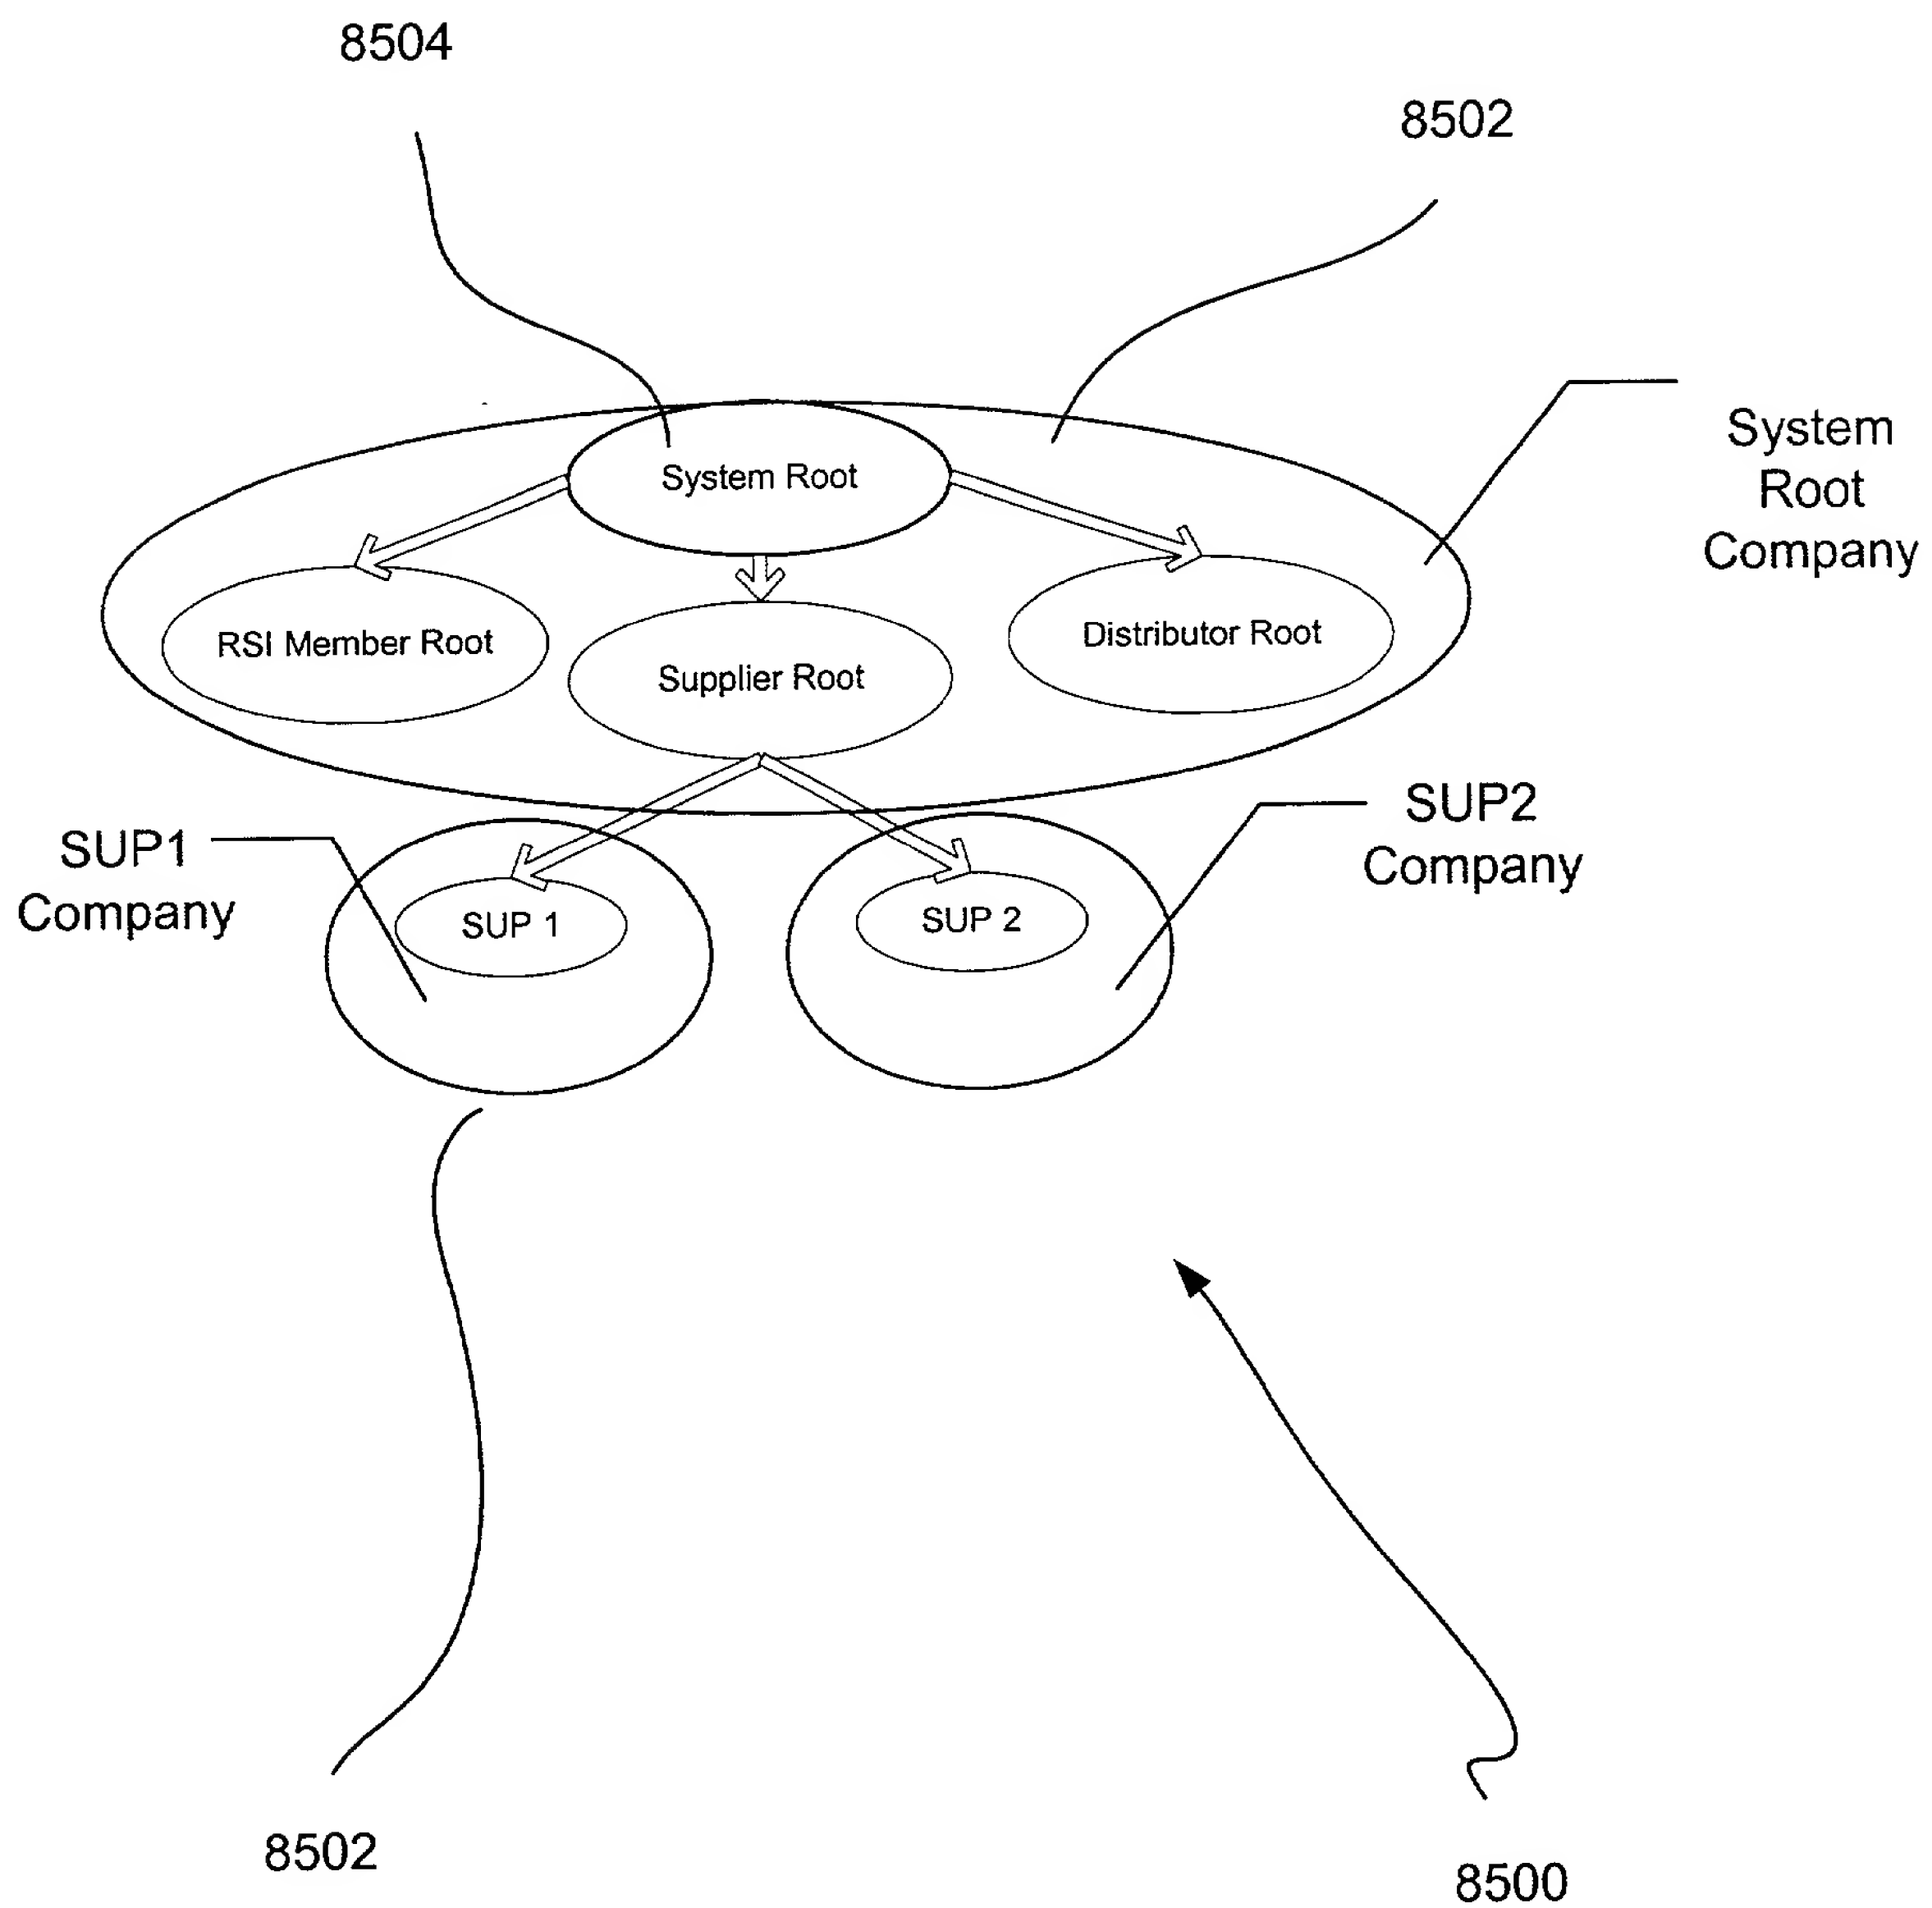 8504
8502
System
Root
Company
System Root
RSI Member Root
Supplier Root
Distributor Root
SUP1
Company
SUP2
Company
SUP 1
SUP 2
8502
8500